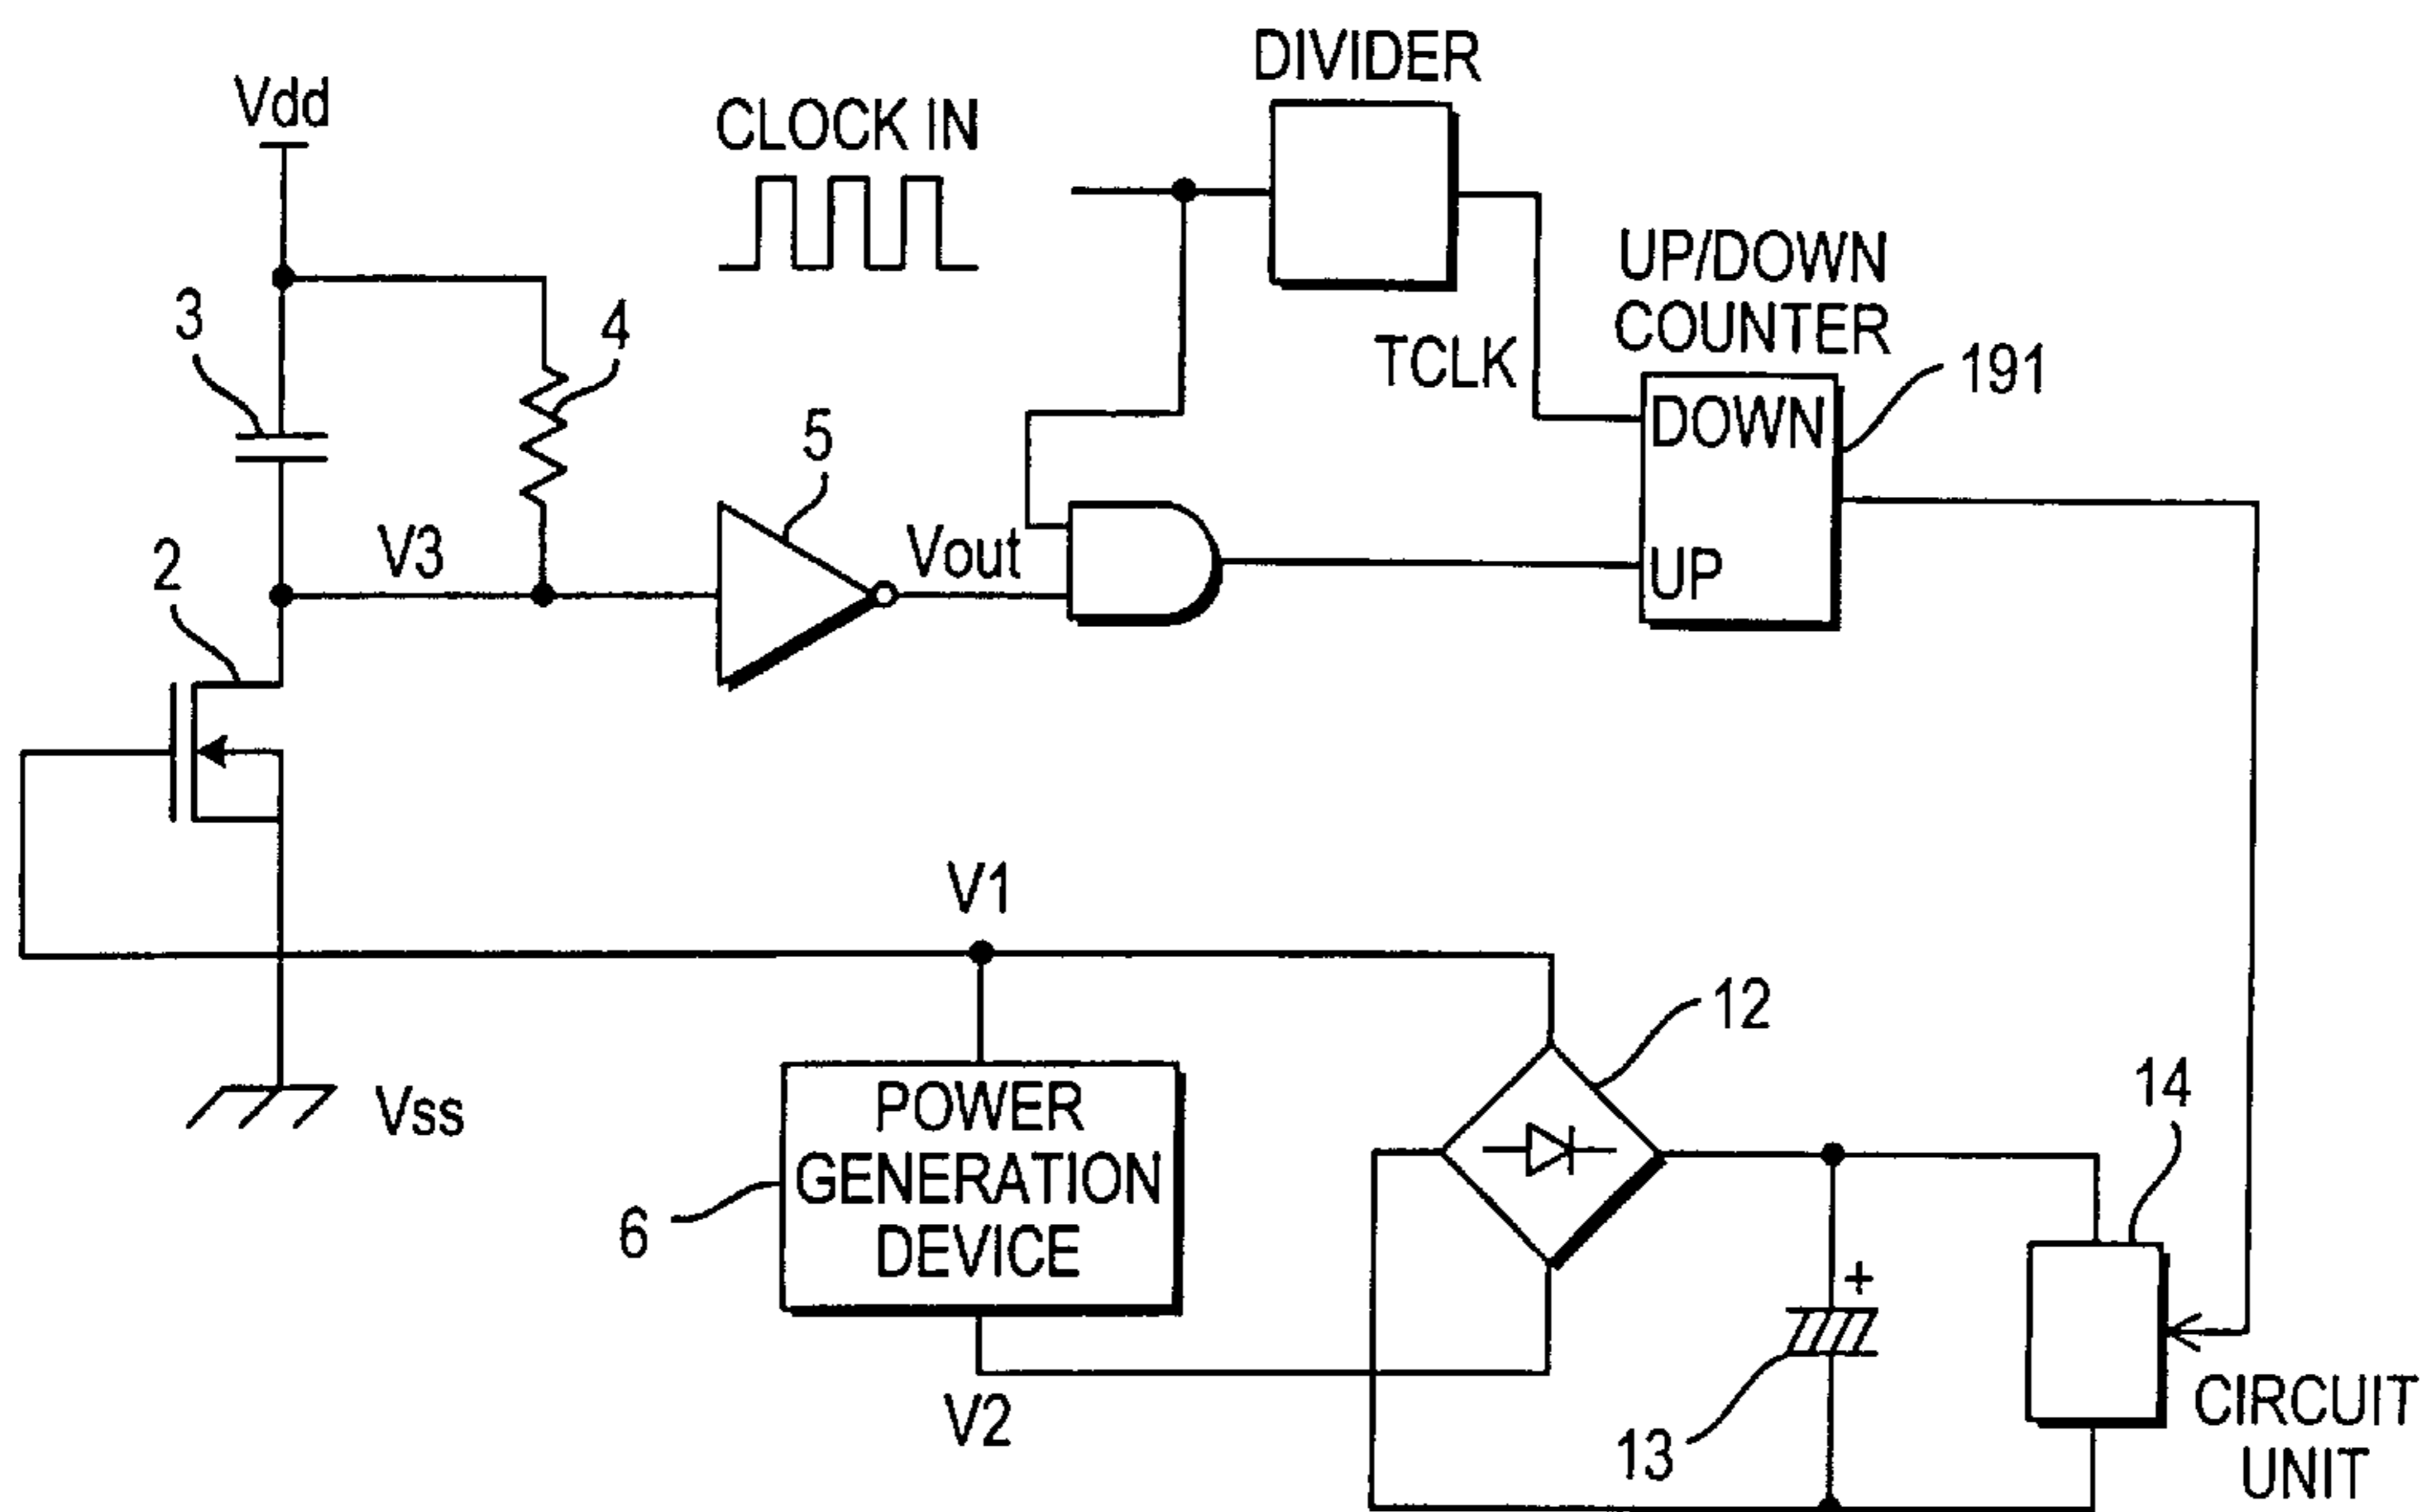 DIVIDER
Vdd
CLOCK IN
UP/DOWN
COUNTER
3
4
TCLK
191
5
DOWN
V3
Vout
2
UP
V1
12
Vss
POWER
GENERATION
DEVICE
6
14
+
V2
13
CIRCUIT
UNIT